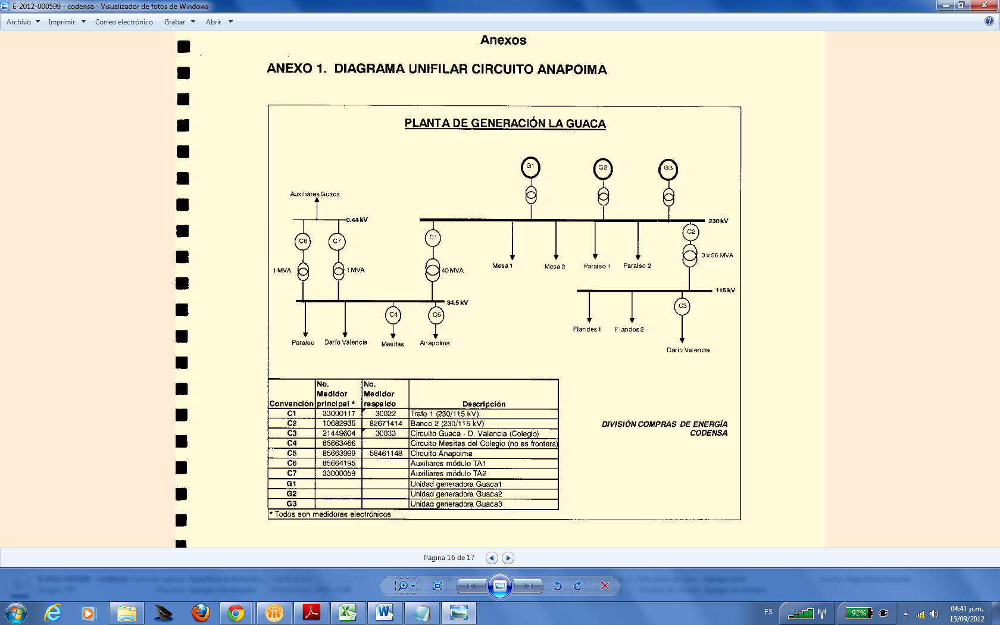 E-2012-000599 - codensa - Visualizador de fotos de Windows
Archivo Imprimir Correo electrónico Grabar Abrir
Anexos
ANEXO 1. DIAGRAMA UNIFILAR CIRCUITO ANAPOIMA
PLANTA DE GENERACIÓN LA GUACA
G1 G2 G3
Auxiliares Guaca
0.44 kV
230 kV
C6 C7 C1 C2
1 MVA 1 MVA 40 MVA
Mesa 1 Mesa 2 Paraiso 1 Paraiso 2
3 x 56 MVA
34.5 kV
115 kV
C4 C5 C3
Flandes 1 Flandes 2
Paraiso Darío Valencia Mesitas Anapoima
Dario Valencia
Convención No. Medidor principal * No. Medidor respaldo Descripción
C1 33000117 30022 Trafo 1 (230/115 kV)
C2 10682935 82671414 Banco 2 (230/115 kV)
C3 21449604 30033 Circuito Guaca - D. Valencia (Colegio)
C4 85663466 Circuito Mesitas del Colegio (no es frontera)
C5 85663999 58461148 Circuito Anapoima
C6 85664195 Auxiliares módulo TA1
C7 33000059 Auxiliares módulo TA2
G1 Unidad generadora Guaca1
G2 Unidad generadora Guaca2
G3 Unidad generadora Guaca3
* Todos son medidores electrónicos
DIVISIÓN COMPRAS DE ENERGÍA
CODENSA
Página 16 de 17
ES
92%
04:41 p.m.
13/09/2012